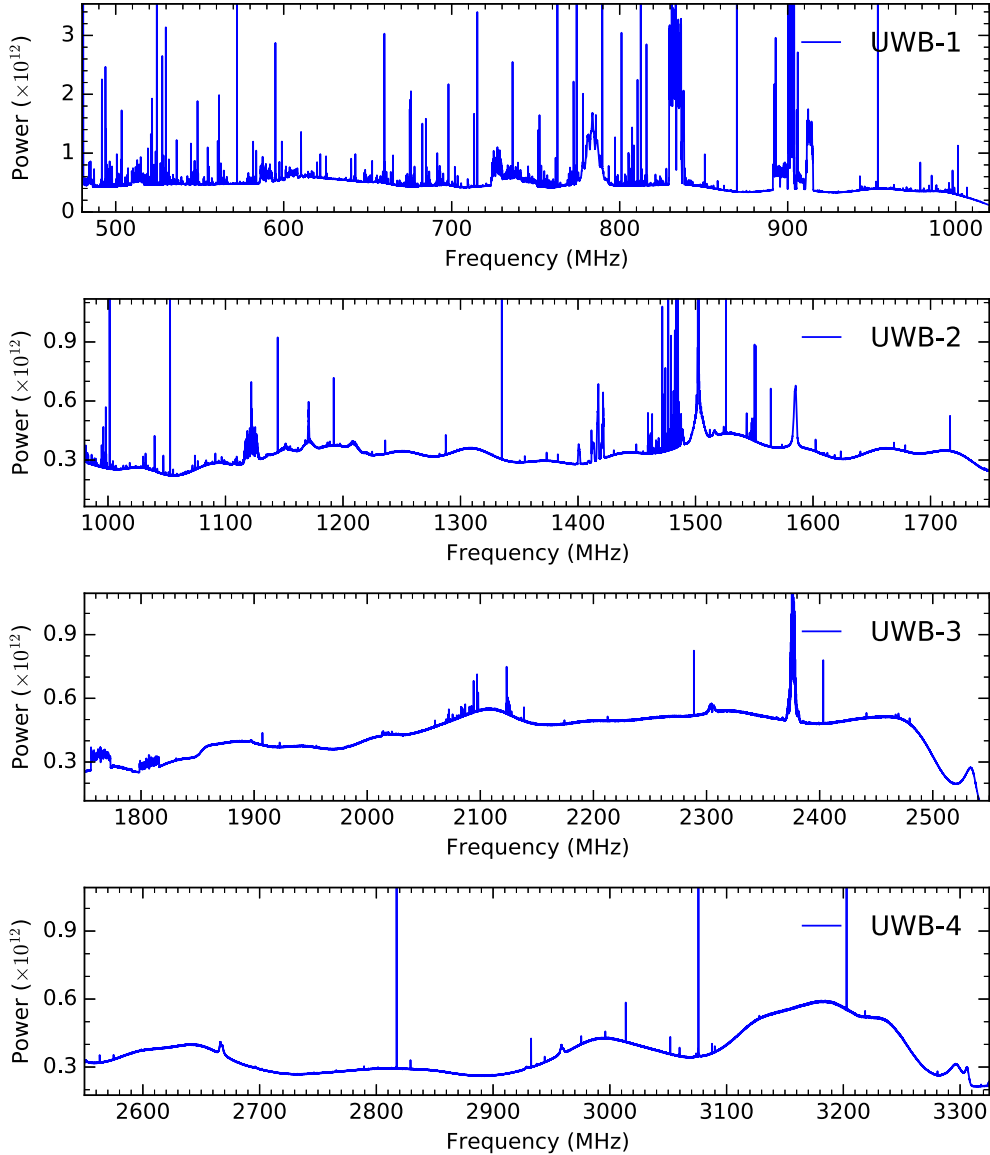 UWB-1
Power (×10¹²)
3
2
1
0
500 600 700 800 900 1000
Frequency (MHz)
UWB-2
Power (×10¹²)
0.9
0.6
0.3
1000 1100 1200 1300 1400 1500 1600 1700
Frequency (MHz)
UWB-3
Power (×10¹²)
0.9
0.6
0.3
1800 1900 2000 2100 2200 2300 2400 2500
Frequency (MHz)
UWB-4
Power (×10¹²)
0.9
0.6
0.3
2600 2700 2800 2900 3000 3100 3200 3300
Frequency (MHz)